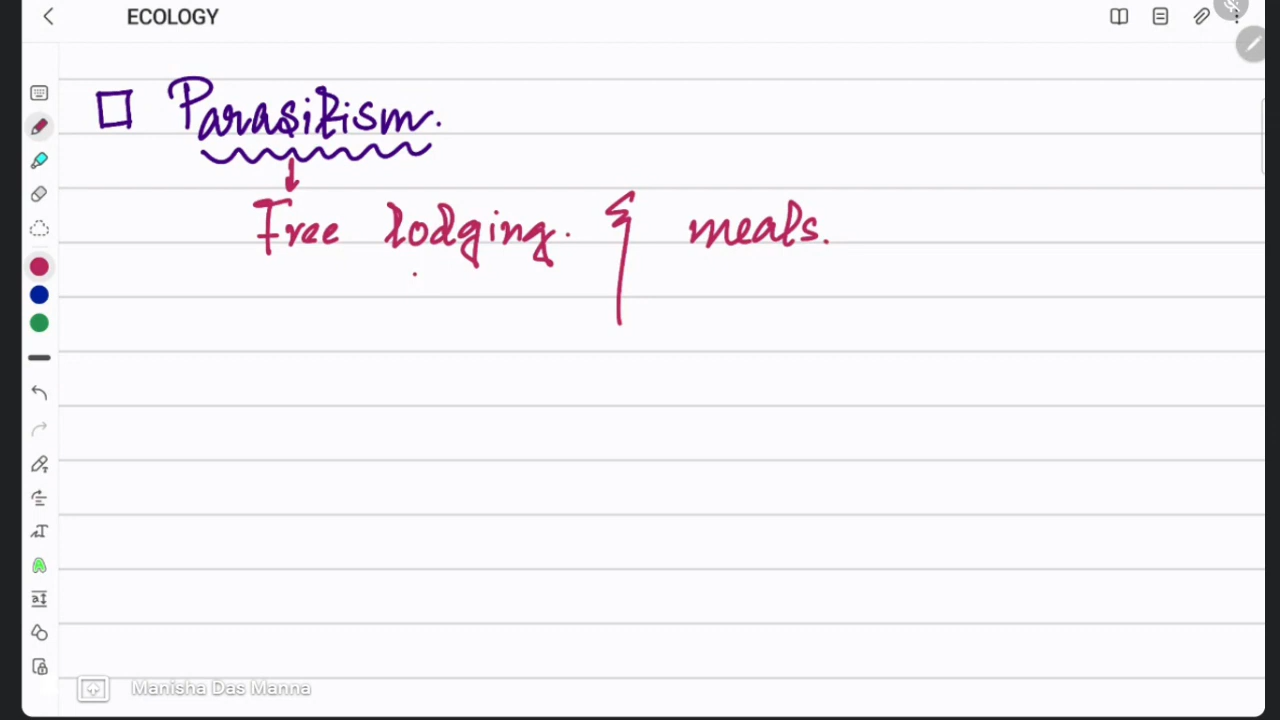 ECOLOGY
□ Parasitism.
↓
Free lodging. & meals.
Manisha Das Manna